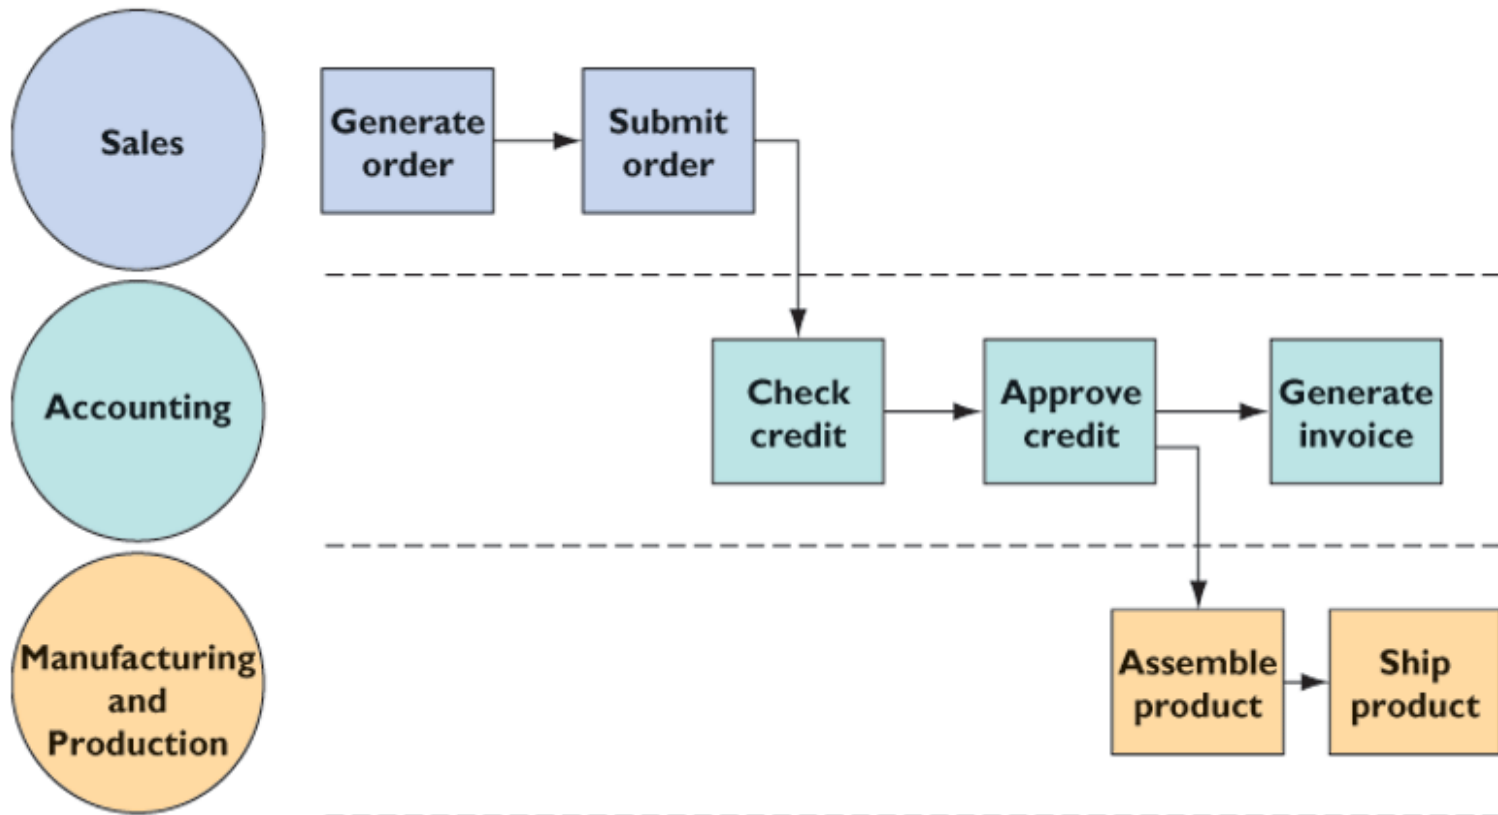 Sales
Generate
order
Submit
order
Accounting
Check
credit
Approve
credit
Generate
invoice
Manufacturing
and
Production
Assemble
product
Ship
product